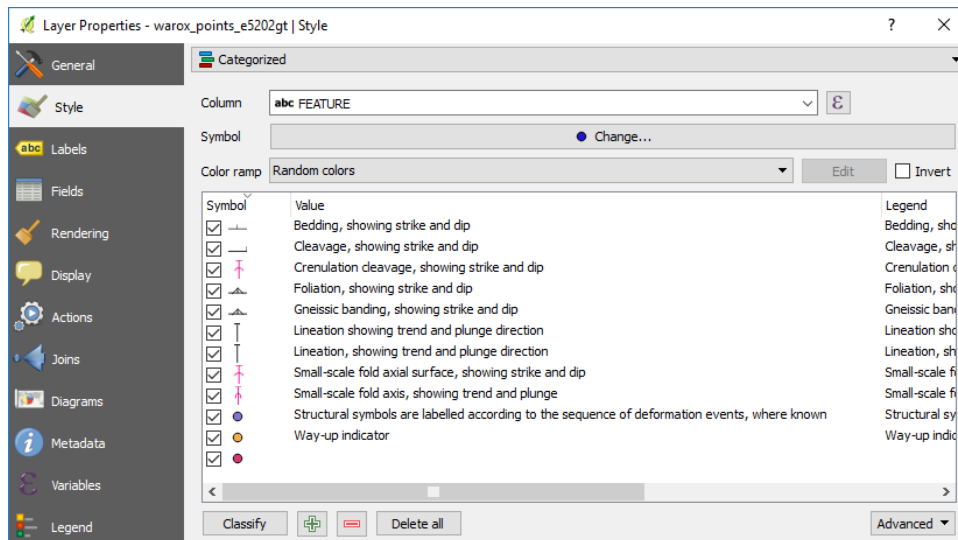 Layer Properties - warox_points_e5202gt | Style
? ×
General
Categorized
Style
Column abc FEATURE ε
Symbol Change...
abc Labels
Color ramp Random colors Edit Invert
Fields
Symbol Value Legend
Rendering
Bedding, showing strike and dip Bedding, sho
Cleavage, showing strike and dip Cleavage, sh
Crenulation cleavage, showing strike and dip Crenulation c
Display
Foliation, showing strike and dip Foliation, sho
Gneissic banding, showing strike and dip Gneissic ban
Actions
Lineation showing trend and plunge direction Lineation sho
Lineation, showing trend and plunge direction Lineation, sh
Joins
Small-scale fold axial surface, showing strike and dip Small-scale fo
Small-scale fold axis, showing trend and plunge Small-scale fo
Diagrams
Structural symbols are labelled according to the sequence of deformation events, where known Structural sy
Way-up indicator Way-up indic
i Metadata
ε Variables
Legend
Classify Delete all Advanced